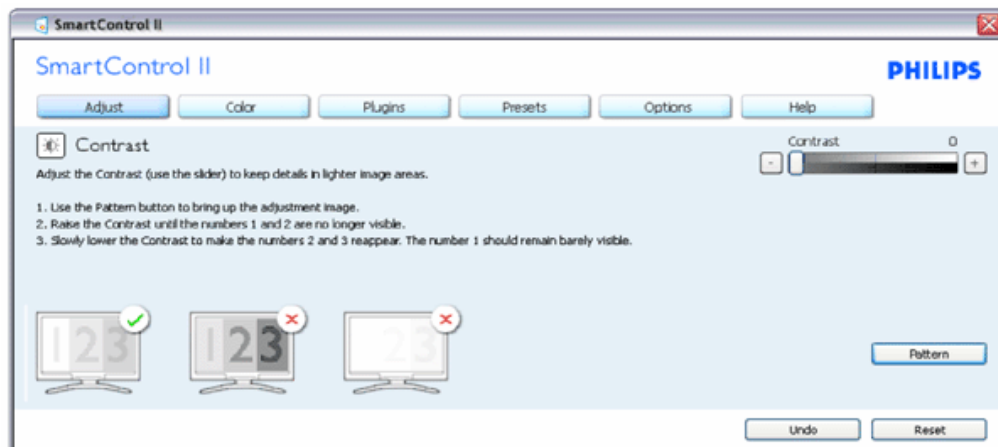 SmartControl II
SmartControl II
PHILIPS
Adjust Color Plugins Presets Options Help
Contrast
Contrast 0
- +
Adjust the Contrast (use the slider) to keep details in lighter image areas.
1. Use the Pattern button to bring up the adjustment image.
2. Raise the Contrast until the numbers 1 and 2 are no longer visible.
3. Slowly lower the Contrast to make the numbers 2 and 3 reappear. The number 1 should remain barely visible.
123 123 23
Pattern
Undo Reset